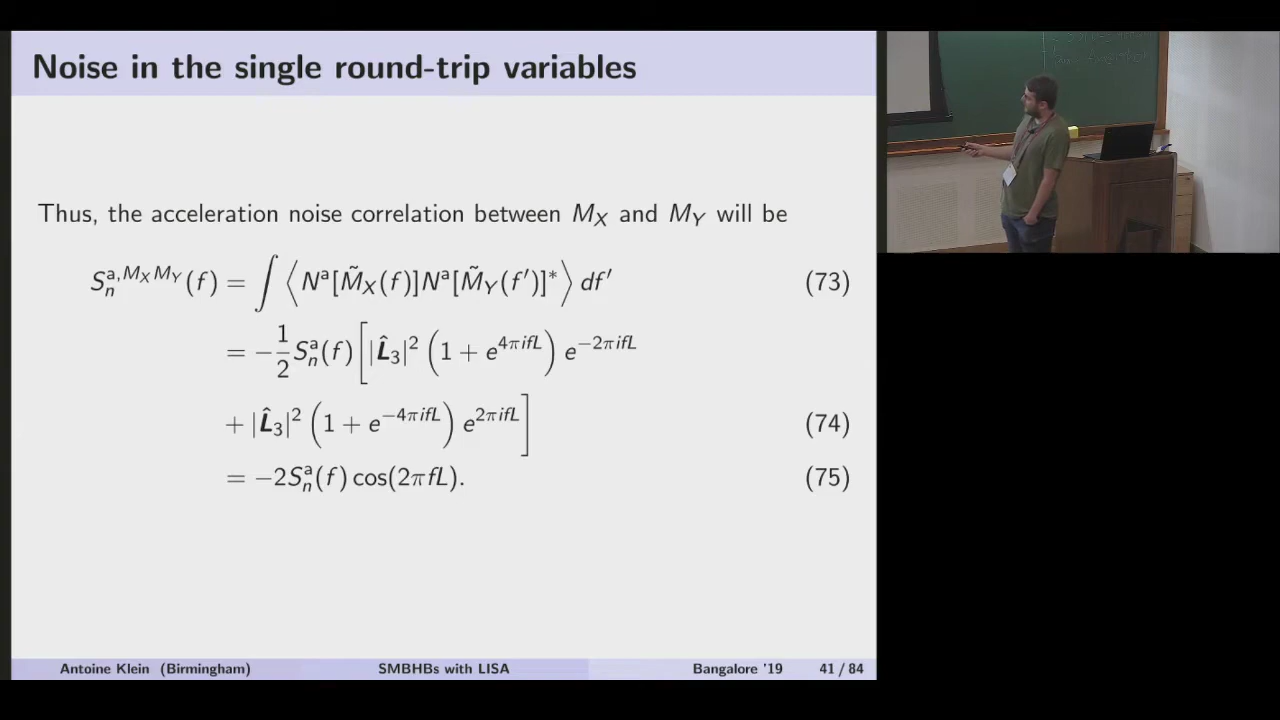 Noise in the single round-trip variables
Thus, the acceleration noise correlation between M_X and M_Y will be
S_n^{a,M_X M_Y}(f) = ∫ ⟨N^a[M̃_X(f)]N^a[M̃_Y(f′)]*⟩ df′ (73)
= −1/2 S_n^a(f)[|L̂_3|² (1 + e^{4πifL}) e^{−2πifL}
+ |L̂_3|² (1 + e^{−4πifL}) e^{2πifL}] (74)
= −2S_n^a(f) cos(2πfL). (75)
Antoine Klein (Birmingham) SMBHBs with LISA Bangalore '19 41 / 84